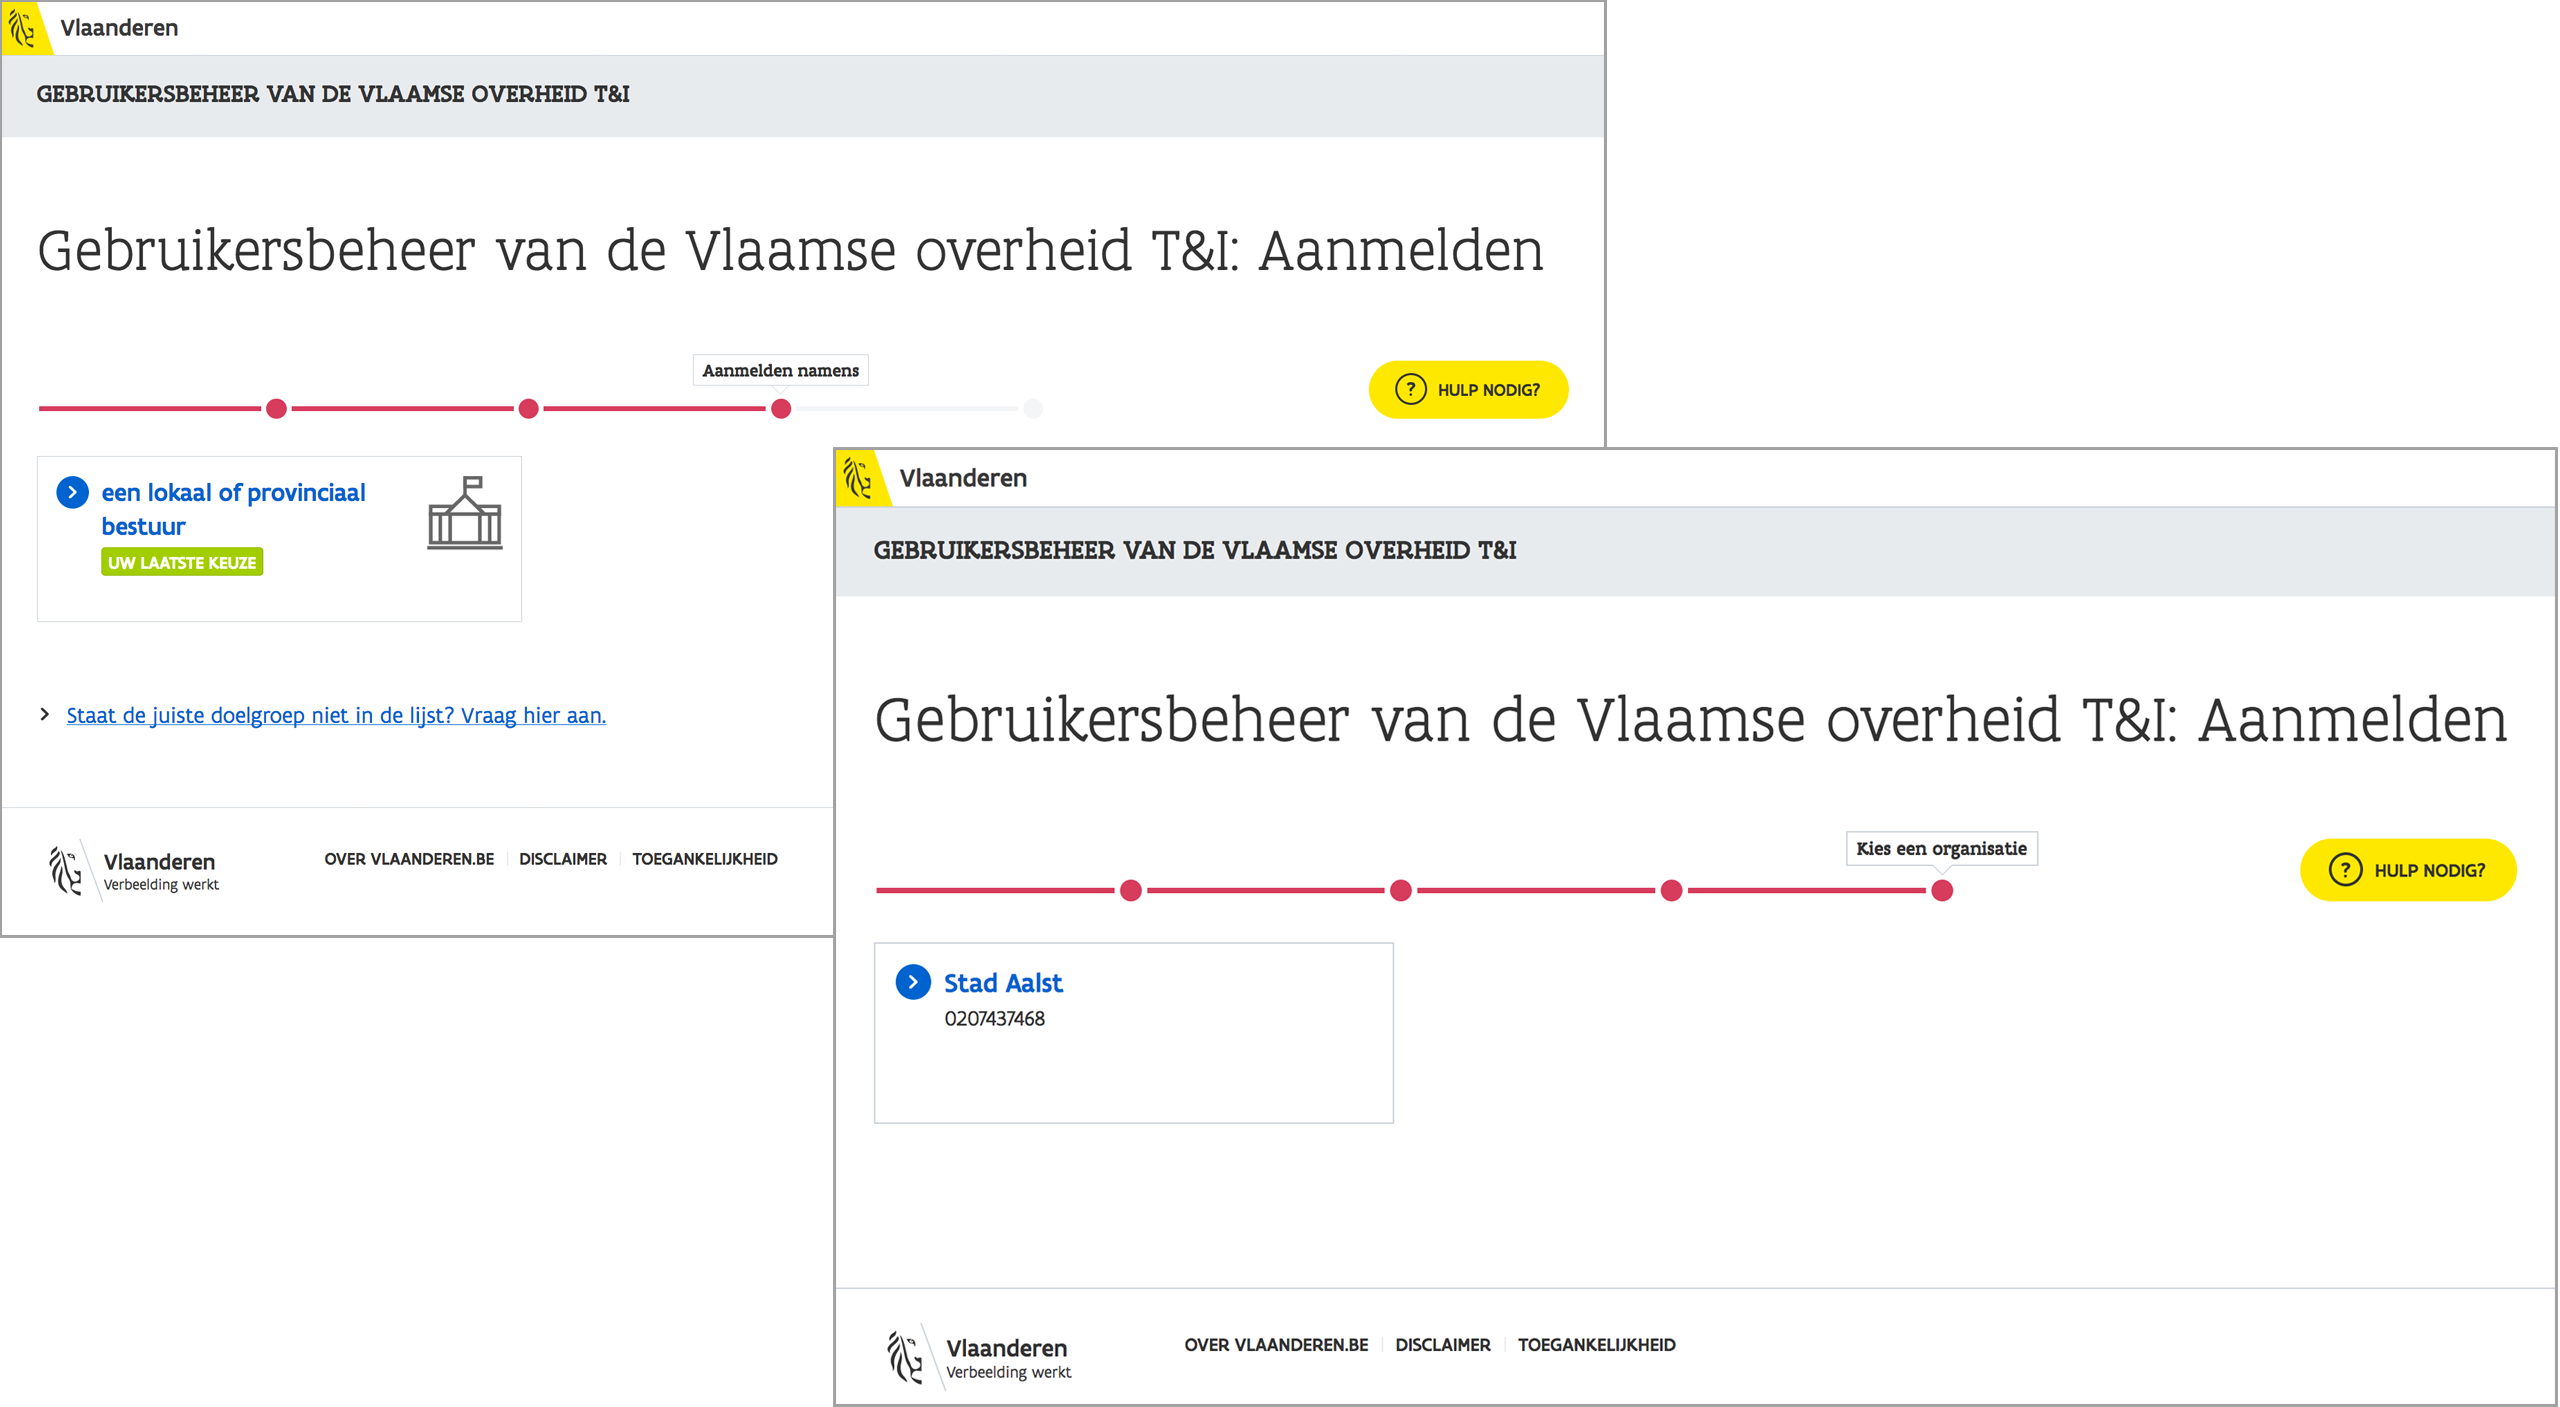 Vlaanderen
GEBRUIKERSBEHEER VAN DE VLAAMSE OVERHEID T&I
Gebruikersbeheer van de Vlaamse overheid T&I: Aanmelden
Aanmelden namens
? HULP NODIG?
een lokaal of provinciaal
bestuur
UW LAATSTE KEUZE
Staat de juiste doelgroep niet in de lijst? Vraag hier aan.
Vlaanderen
Verbeelding werkt
OVER VLAANDEREN.BE DISCLAIMER TOEGANKELIJKHEID
Vlaanderen
GEBRUIKERSBEHEER VAN DE VLAAMSE OVERHEID T&I
Gebruikersbeheer van de Vlaamse overheid T&I: Aanmelden
Kies een organisatie
? HULP NODIG?
Stad Aalst
0207437468
Vlaanderen
Verbeelding werkt
OVER VLAANDEREN.BE DISCLAIMER TOEGANKELIJKHEID